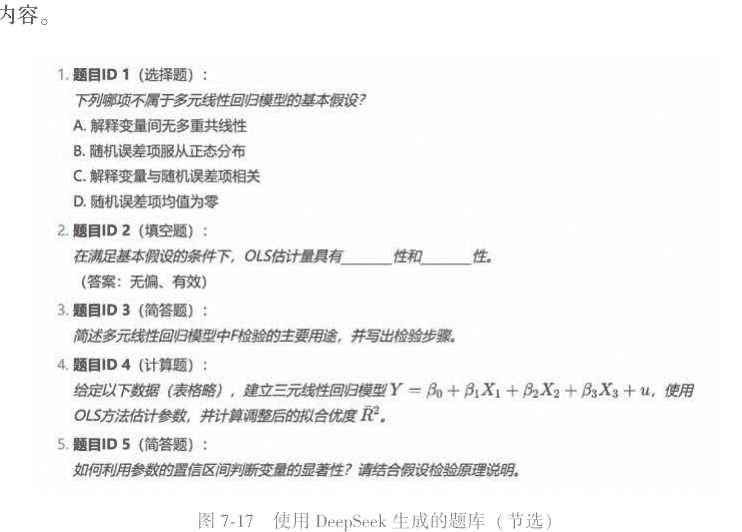 内容。
1. 题目ID 1（选择题）：
下列哪项不属于多元线性回归模型的基本假设？
A. 解释变量间无多重共线性
B. 随机误差项服从正态分布
C. 解释变量与随机误差项相关
D. 随机误差项均值为零
2. 题目ID 2（填空题）：
在满足基本假设的条件下，OLS估计量具有______性和______性。
（答案：无偏、有效）
3. 题目ID 3（简答题）：
简述多元线性回归模型中F检验的主要用途，并写出检验步骤。
4. 题目ID 4（计算题）：
给定以下数据（表格略），建立三元线性回归模型 Y = β₀ + β₁X₁ + β₂X₂ + β₃X₃ + u，使用
OLS方法估计参数，并计算调整后的拟合优度 R̄²。
5. 题目ID 5（简答题）：
如何利用参数的置信区间判断变量的显著性？请结合假设检验原理说明。
图 7-17 使用 DeepSeek 生成的题库（节选）